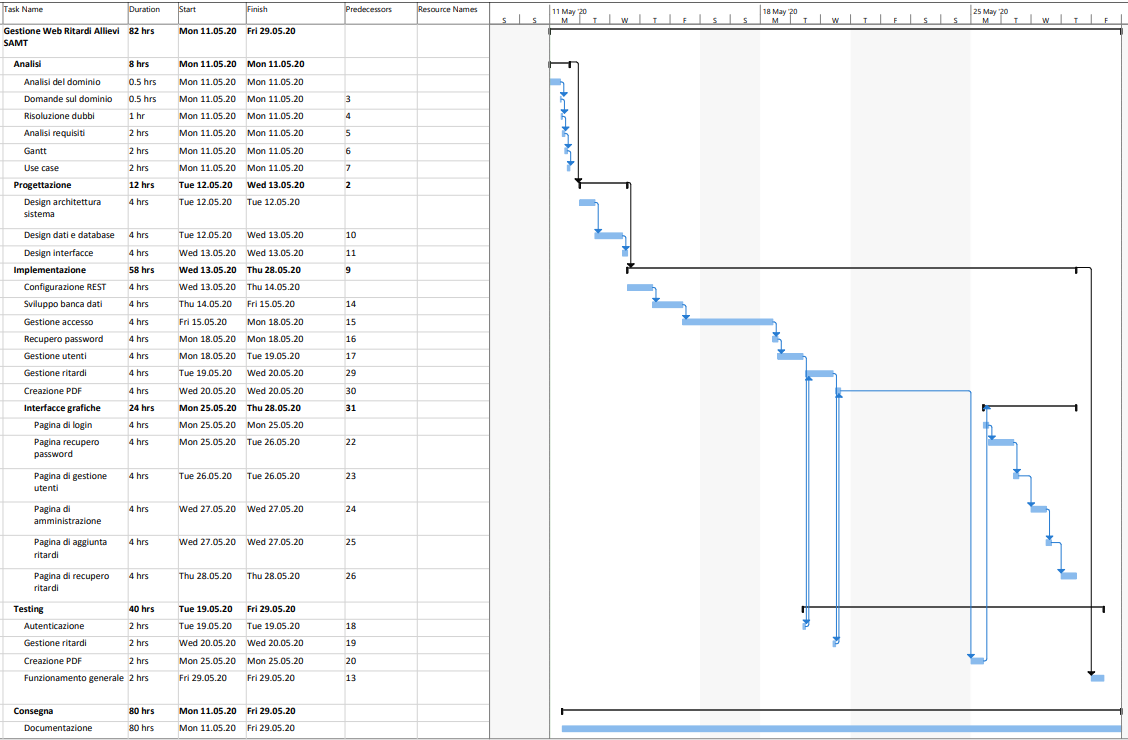 Task Name Duration Start Finish Predecessors Resource Names
11 May '20 18 May '20 25 May '20
S S M T W T F S S M T W T F S S M T W T F
Gestione Web Ritardi Allievi 82 hrs Mon 11.05.20 Fri 29.05.20
SAMT
Analisi 8 hrs Mon 11.05.20 Mon 11.05.20
Analisi del dominio 0.5 hrs Mon 11.05.20 Mon 11.05.20
Domande sul dominio 0.5 hrs Mon 11.05.20 Mon 11.05.20 3
Risoluzione dubbi 1 hr Mon 11.05.20 Mon 11.05.20 4
Analisi requisiti 2 hrs Mon 11.05.20 Mon 11.05.20 5
Gantt 2 hrs Mon 11.05.20 Mon 11.05.20 6
Use case 2 hrs Mon 11.05.20 Mon 11.05.20 7
Progettazione 12 hrs Tue 12.05.20 Wed 13.05.20 2
Design architettura 4 hrs Tue 12.05.20 Tue 12.05.20
sistema
Design dati e database 4 hrs Tue 12.05.20 Wed 13.05.20 10
Design interfacce 4 hrs Wed 13.05.20 Wed 13.05.20 11
Implementazione 58 hrs Wed 13.05.20 Thu 28.05.20 9
Configurazione REST 4 hrs Wed 13.05.20 Thu 14.05.20
Sviluppo banca dati 4 hrs Thu 14.05.20 Fri 15.05.20 14
Gestione accesso 4 hrs Fri 15.05.20 Mon 18.05.20 15
Recupero password 4 hrs Mon 18.05.20 Mon 18.05.20 16
Gestione utenti 4 hrs Mon 18.05.20 Tue 19.05.20 17
Gestione ritardi 4 hrs Tue 19.05.20 Wed 20.05.20 29
Creazione PDF 4 hrs Wed 20.05.20 Wed 20.05.20 30
Interfacce grafiche 24 hrs Mon 25.05.20 Thu 28.05.20 31
Pagina di login 4 hrs Mon 25.05.20 Mon 25.05.20
Pagina recupero 4 hrs Mon 25.05.20 Tue 26.05.20 22
password
Pagina di gestione 4 hrs Tue 26.05.20 Tue 26.05.20 23
utenti
Pagina di 4 hrs Wed 27.05.20 Wed 27.05.20 24
amministrazione
Pagina di aggiunta 4 hrs Wed 27.05.20 Wed 27.05.20 25
ritardi
Pagina di recupero 4 hrs Thu 28.05.20 Thu 28.05.20 26
ritardi
Testing 40 hrs Tue 19.05.20 Fri 29.05.20
Autenticazione 2 hrs Tue 19.05.20 Tue 19.05.20 18
Gestione ritardi 2 hrs Wed 20.05.20 Wed 20.05.20 19
Creazione PDF 2 hrs Mon 25.05.20 Mon 25.05.20 20
Funzionamento generale 2 hrs Fri 29.05.20 Fri 29.05.20 13
Consegna 80 hrs Mon 11.05.20 Fri 29.05.20
Documentazione 80 hrs Mon 11.05.20 Fri 29.05.20